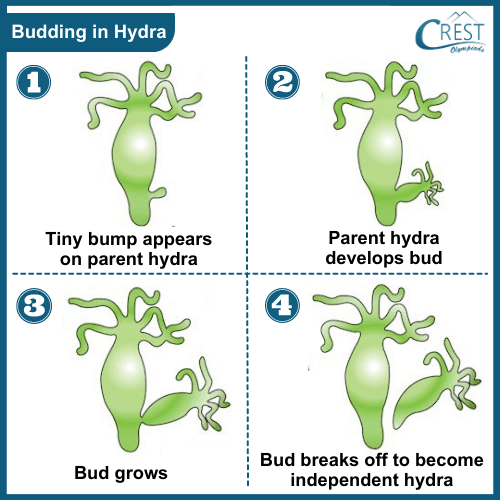 Budding in Hydra
CREST
Olympiads
1
2
Tiny bump appears
on parent hydra
Parent hydra
develops bud
3
4
Bud grows
Bud breaks off to become
independent hydra